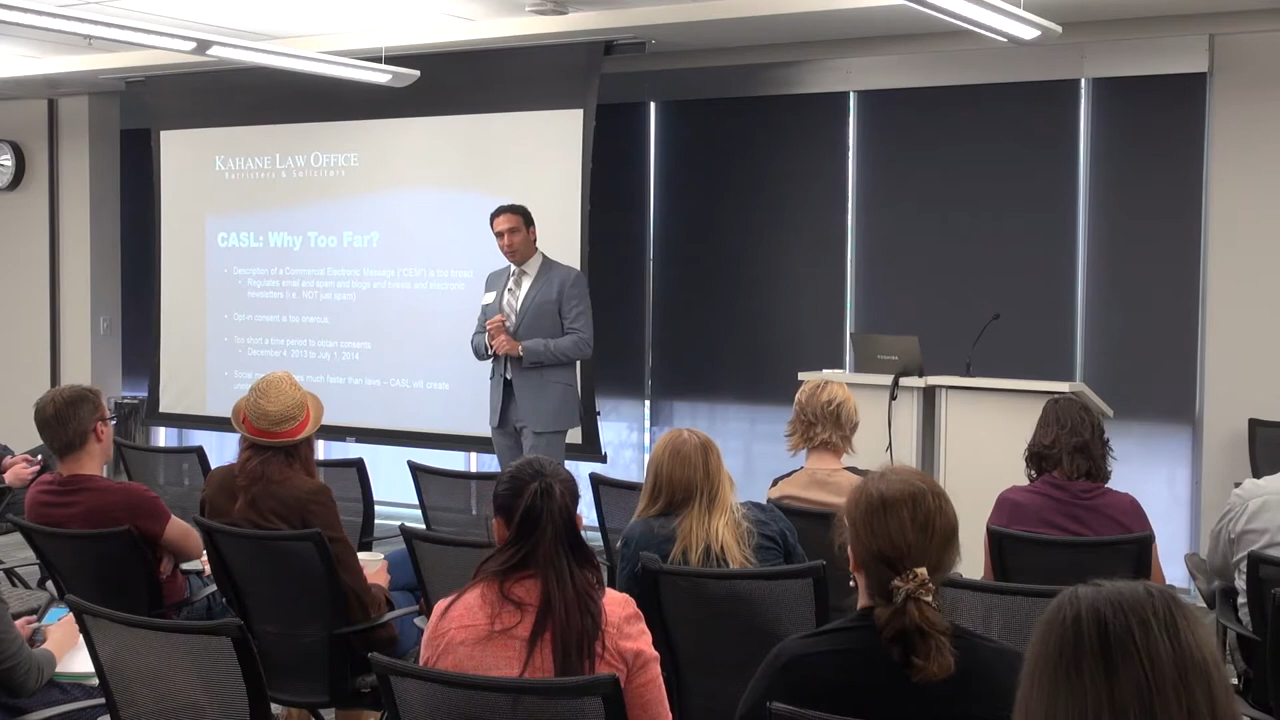 KAHANE LAW OFFICE
Barristers & Solicitors
CASL: Why Too Far?
• Description of a Commercial Electronic Message ("CEM") is too broad
• Regulates email and spam and blogs and tweets and electronic
newsletters (i.e. NOT just spam)
• Opt-in consent is too onerous.
• Too short a time period to obtain consents
• December 4, 2013 to July 1, 2014
• Social much faster than laws – CASL will create
TOSHIBA